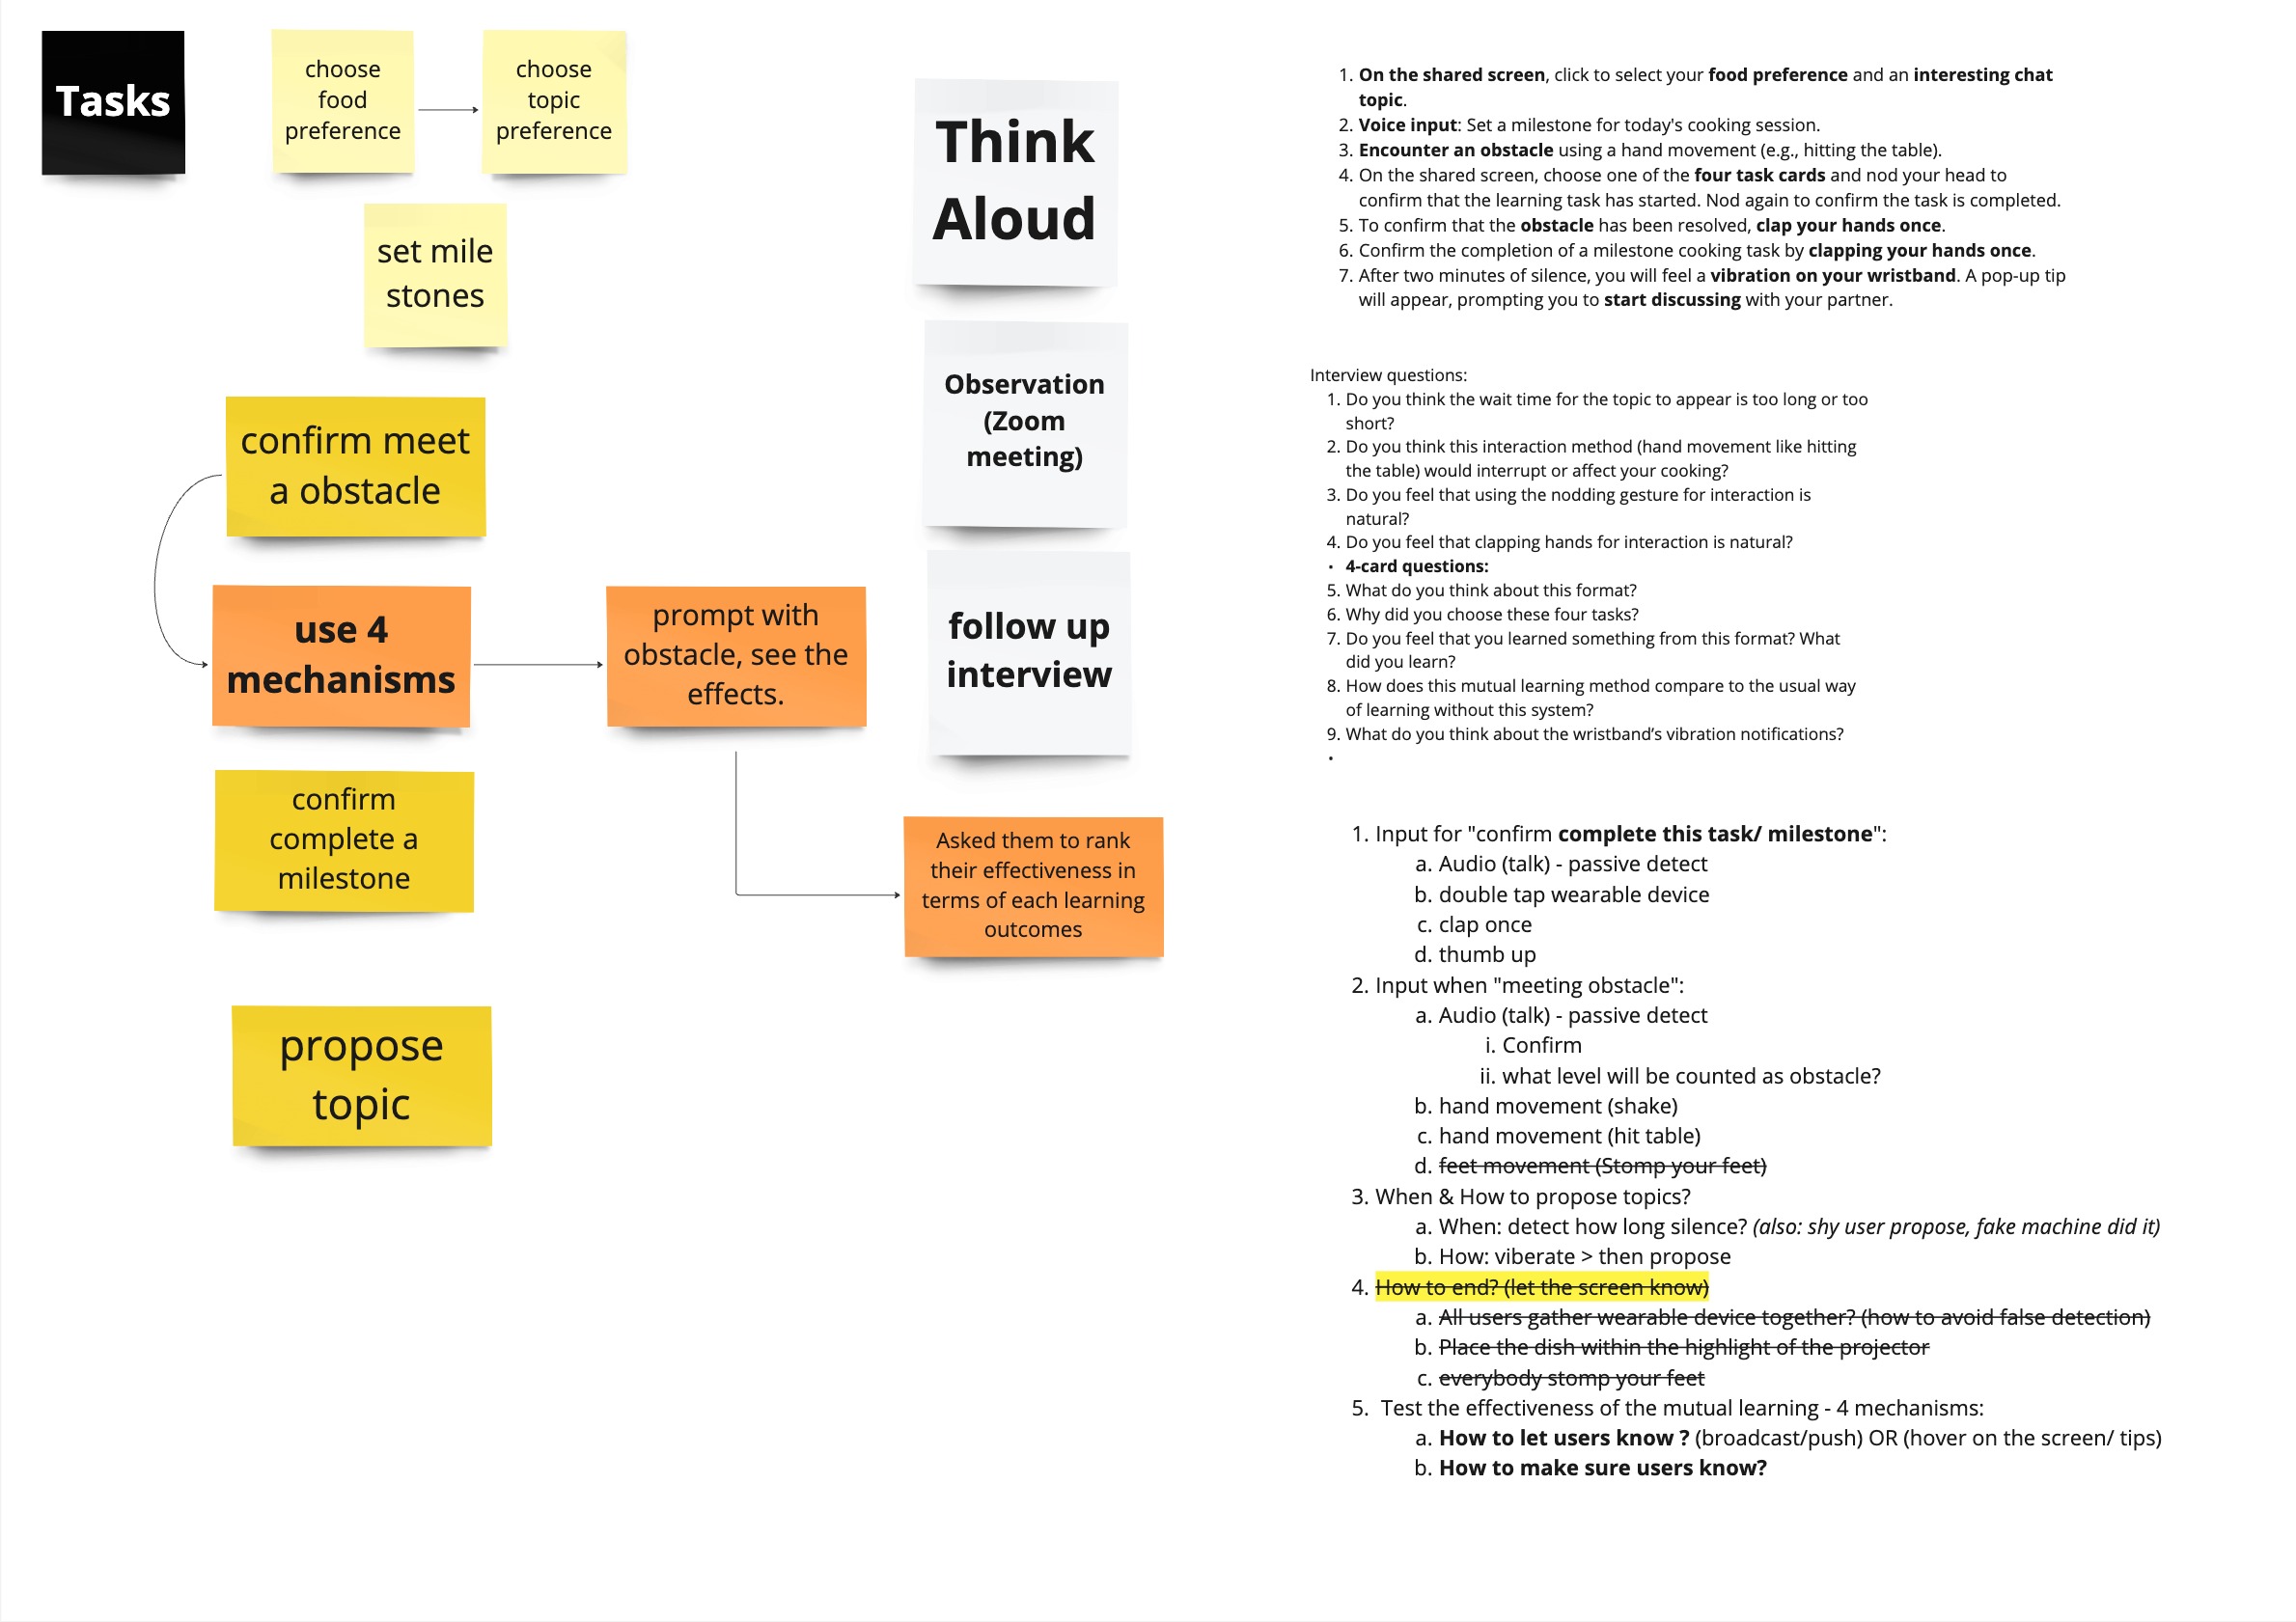 Tasks
choose
food
preference
choose
topic
preference
set mile
stones
confirm meet
a obstacle
use 4
mechanisms
prompt with
obstacle, see the
effects.
confirm
complete a
milestone
Asked them to rank
their effectiveness in
terms of each learning
outcomes
propose
topic
Think
Aloud
Observation
(Zoom
meeting)
follow up
interview
1. On the shared screen, click to select your food preference and an interesting chat
topic.
2. Voice input: Set a milestone for today's cooking session.
3. Encounter an obstacle using a hand movement (e.g., hitting the table).
4. On the shared screen, choose one of the four task cards and nod your head to
confirm that the learning task has started. Nod again to confirm the task is completed.
5. To confirm that the obstacle has been resolved, clap your hands once.
6. Confirm the completion of a milestone cooking task by clapping your hands once.
7. After two minutes of silence, you will feel a vibration on your wristband. A pop-up tip
will appear, prompting you to start discussing with your partner.
Interview questions:
1. Do you think the wait time for the topic to appear is too long or too
short?
2. Do you think this interaction method (hand movement like hitting
the table) would interrupt or affect your cooking?
3. Do you feel that using the nodding gesture for interaction is
natural?
4. Do you feel that clapping hands for interaction is natural?
• 4-card questions:
5. What do you think about this format?
6. Why did you choose these four tasks?
7. Do you feel that you learned something from this format? What
did you learn?
8. How does this mutual learning method compare to the usual way
of learning without this system?
9. What do you think about the wristband’s vibration notifications?
•
1. Input for "confirm complete this task/ milestone":
a. Audio (talk) - passive detect
b. double tap wearable device
c. clap once
d. thumb up
2. Input when "meeting obstacle":
a. Audio (talk) - passive detect
i. Confirm
ii. what level will be counted as obstacle?
b. hand movement (shake)
c. hand movement (hit table)
d. feet movement (Stomp your feet)
3. When & How to propose topics?
a. When: detect how long silence? (also: shy user propose, fake machine did it)
b. How: viberate > then propose
4. How to end? (let the screen know)
a. All users gather wearable device together? (how to avoid false detection)
b. Place the dish within the highlight of the projector
c. everybody stomp your feet
5. Test the effectiveness of the mutual learning - 4 mechanisms:
a. How to let users know ? (broadcast/push) OR (hover on the screen/ tips)
b. How to make sure users know?